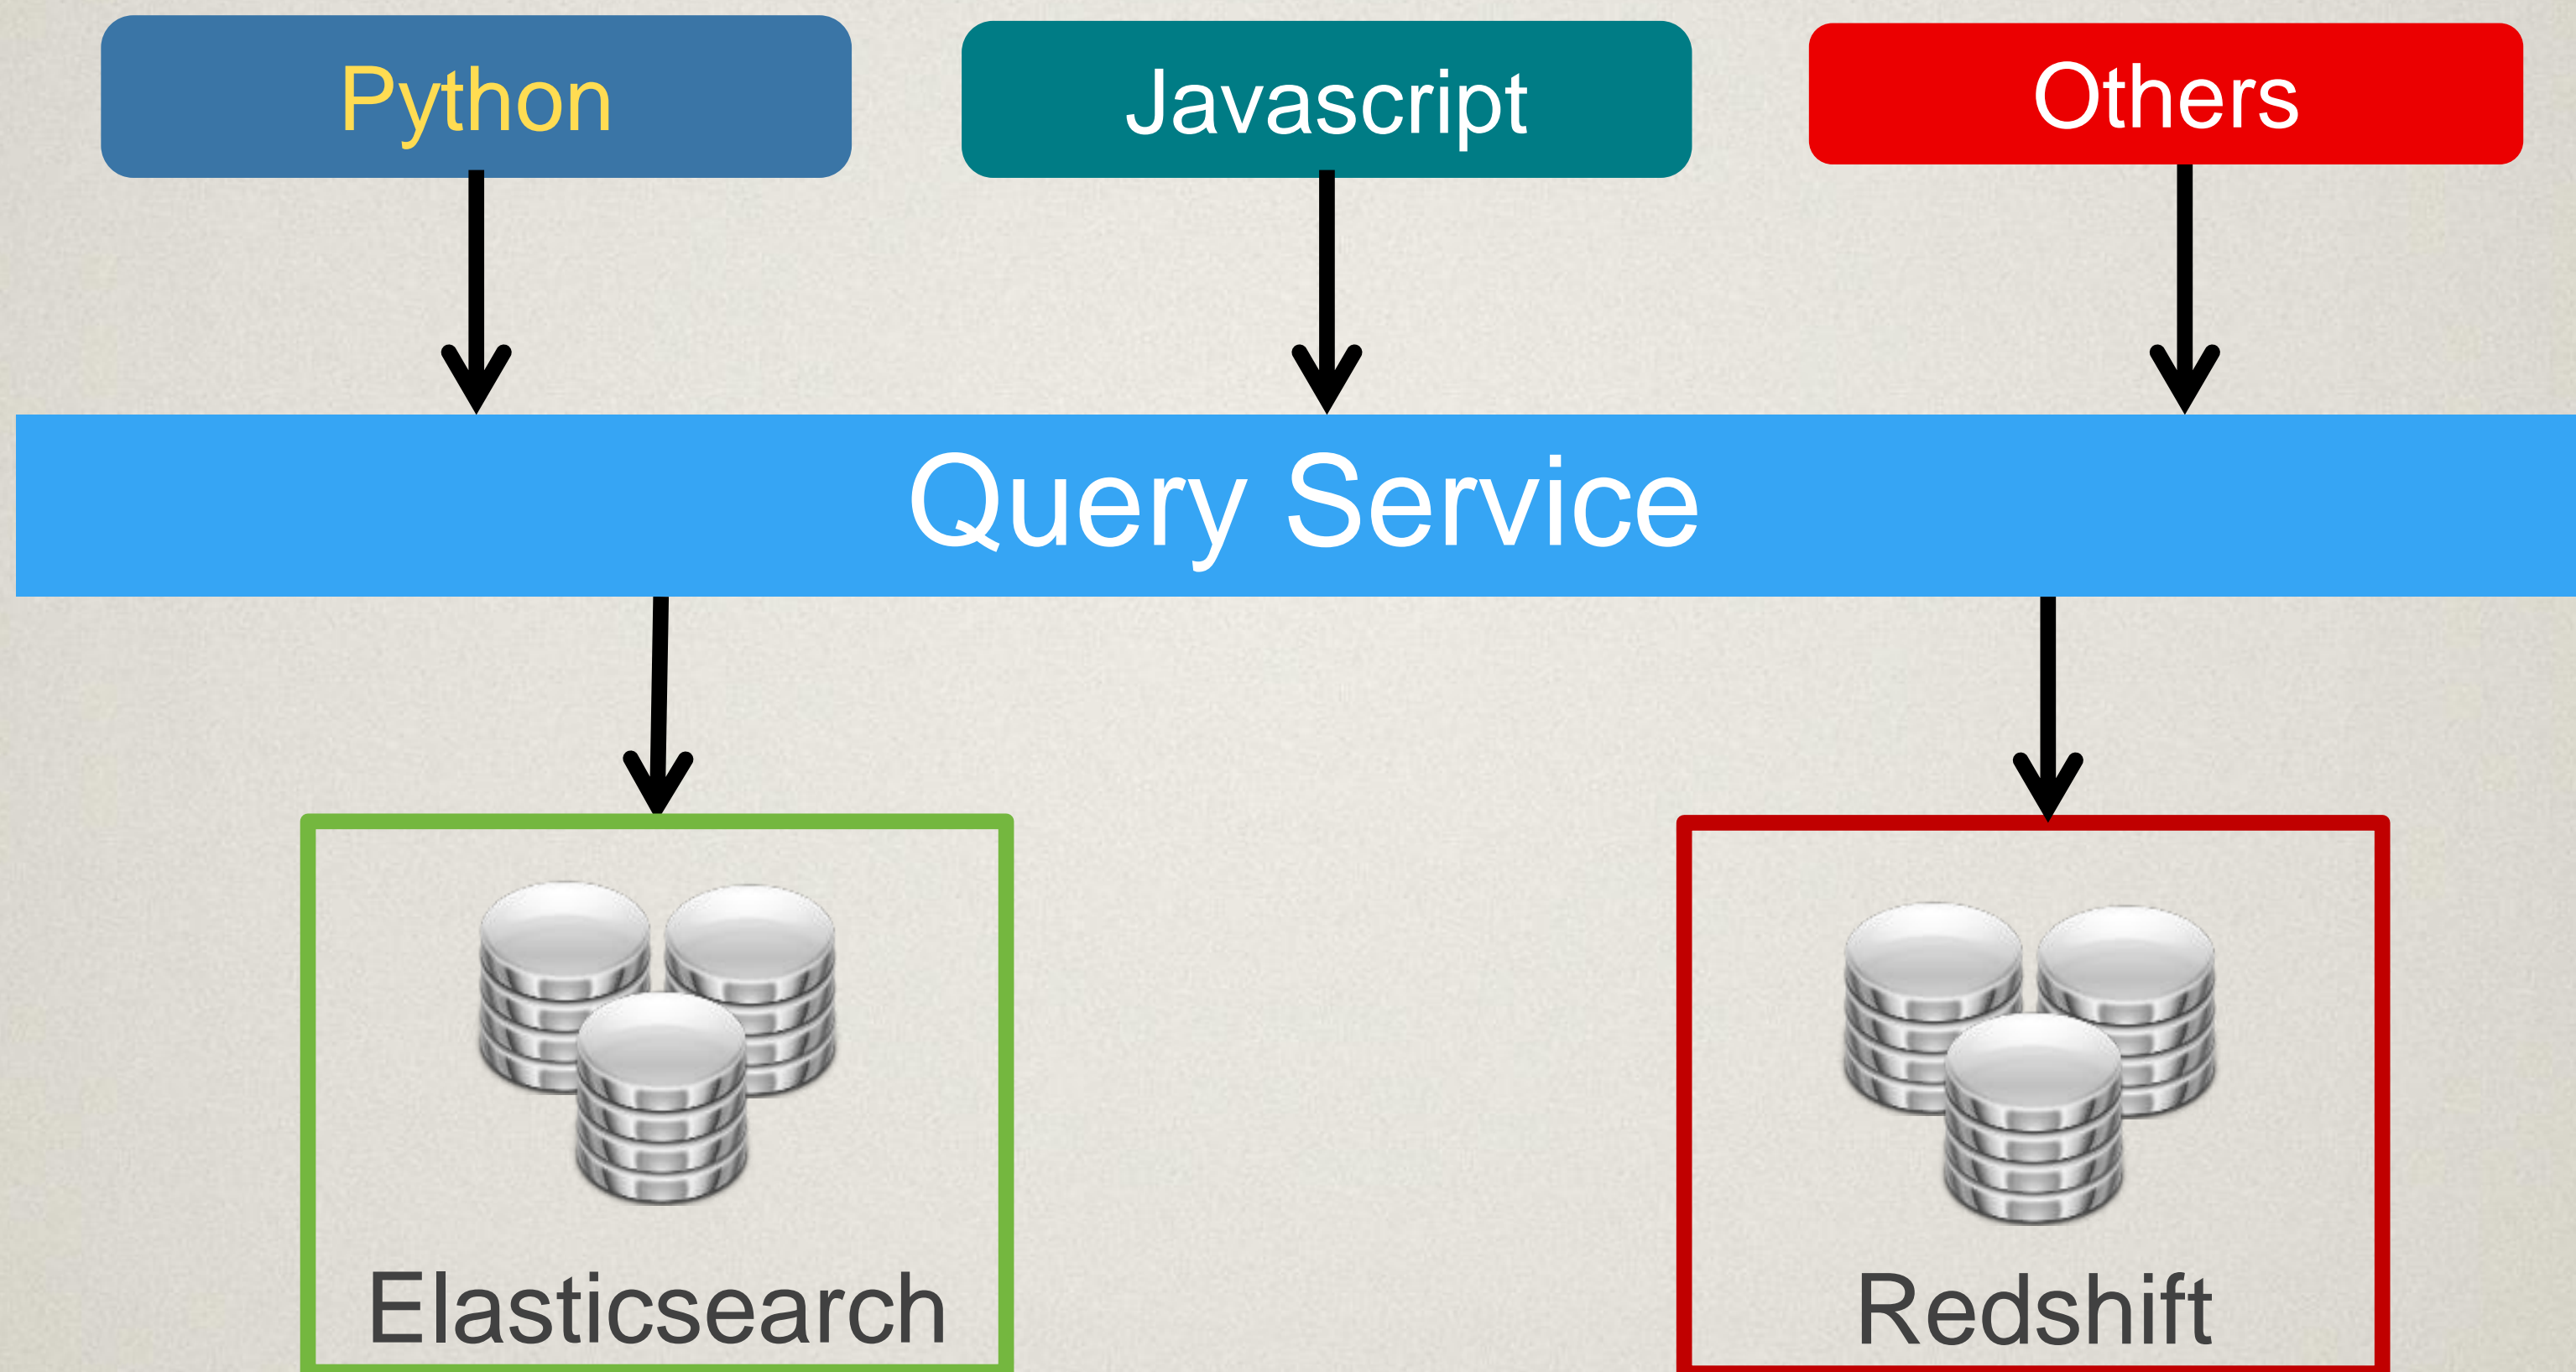 Python
Javascript
Others
Query Service
Elasticsearch
Redshift